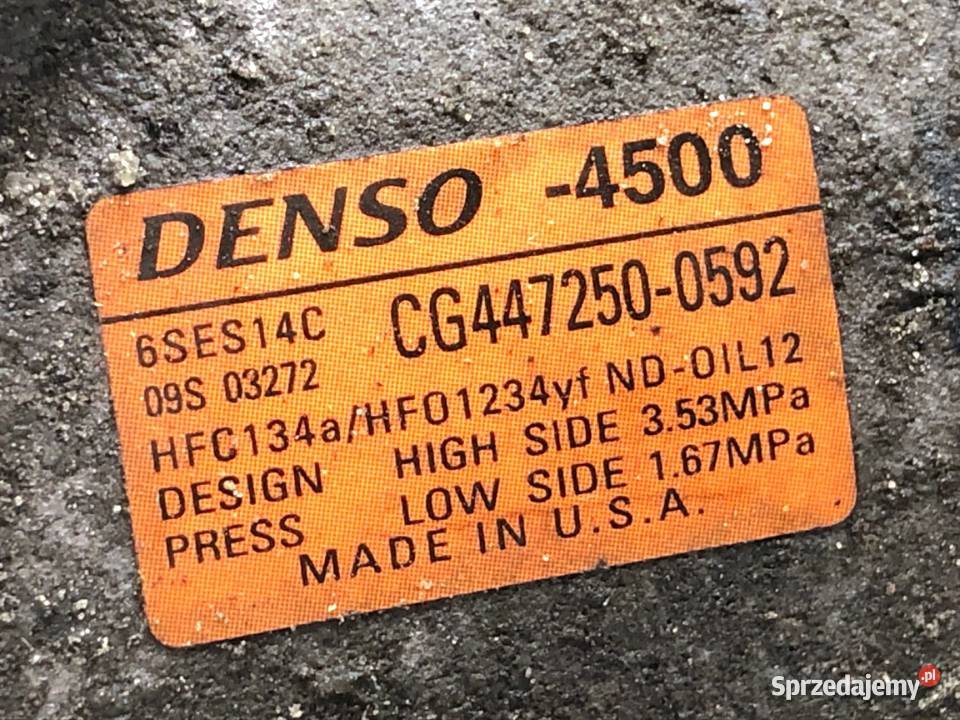 DENSO -4500
6SES14C CG447250-0592
09S 03272
HFC134a/HFO1234yf ND-OIL12
DESIGN HIGH SIDE 3.53MPa
PRESS LOW SIDE 1.67MPa
MADE IN U.S.A.
Sprzedajemy.pl